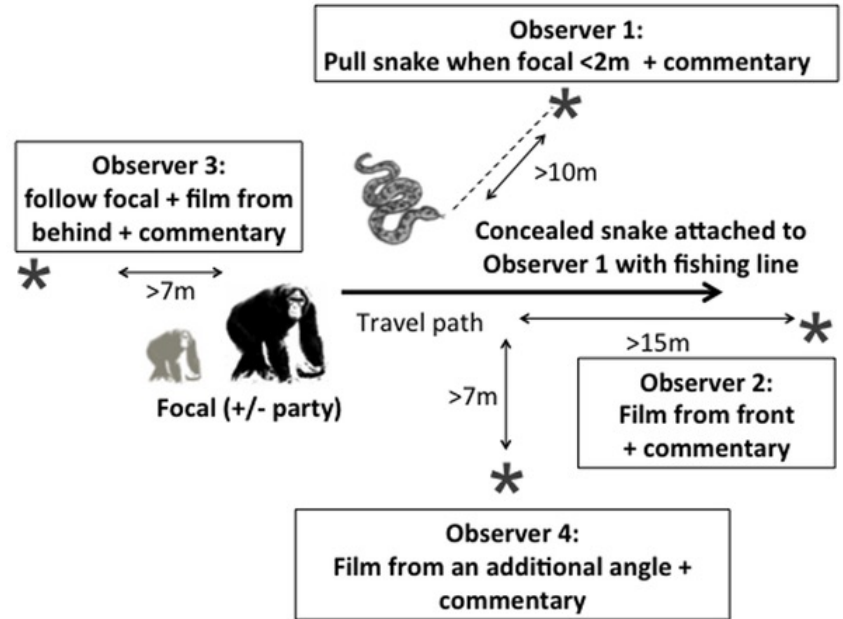 Observer 1:
Pull snake when focal <2m + commentary
Observer 3:
follow focal + film from
behind + commentary
>10m
Concealed snake attached to
Observer 1 with fishing line
>7m
Travel path
>15m
Focal (+/- party)
>7m
Observer 2:
Film from front
+ commentary
Observer 4:
Film from an additional angle +
commentary